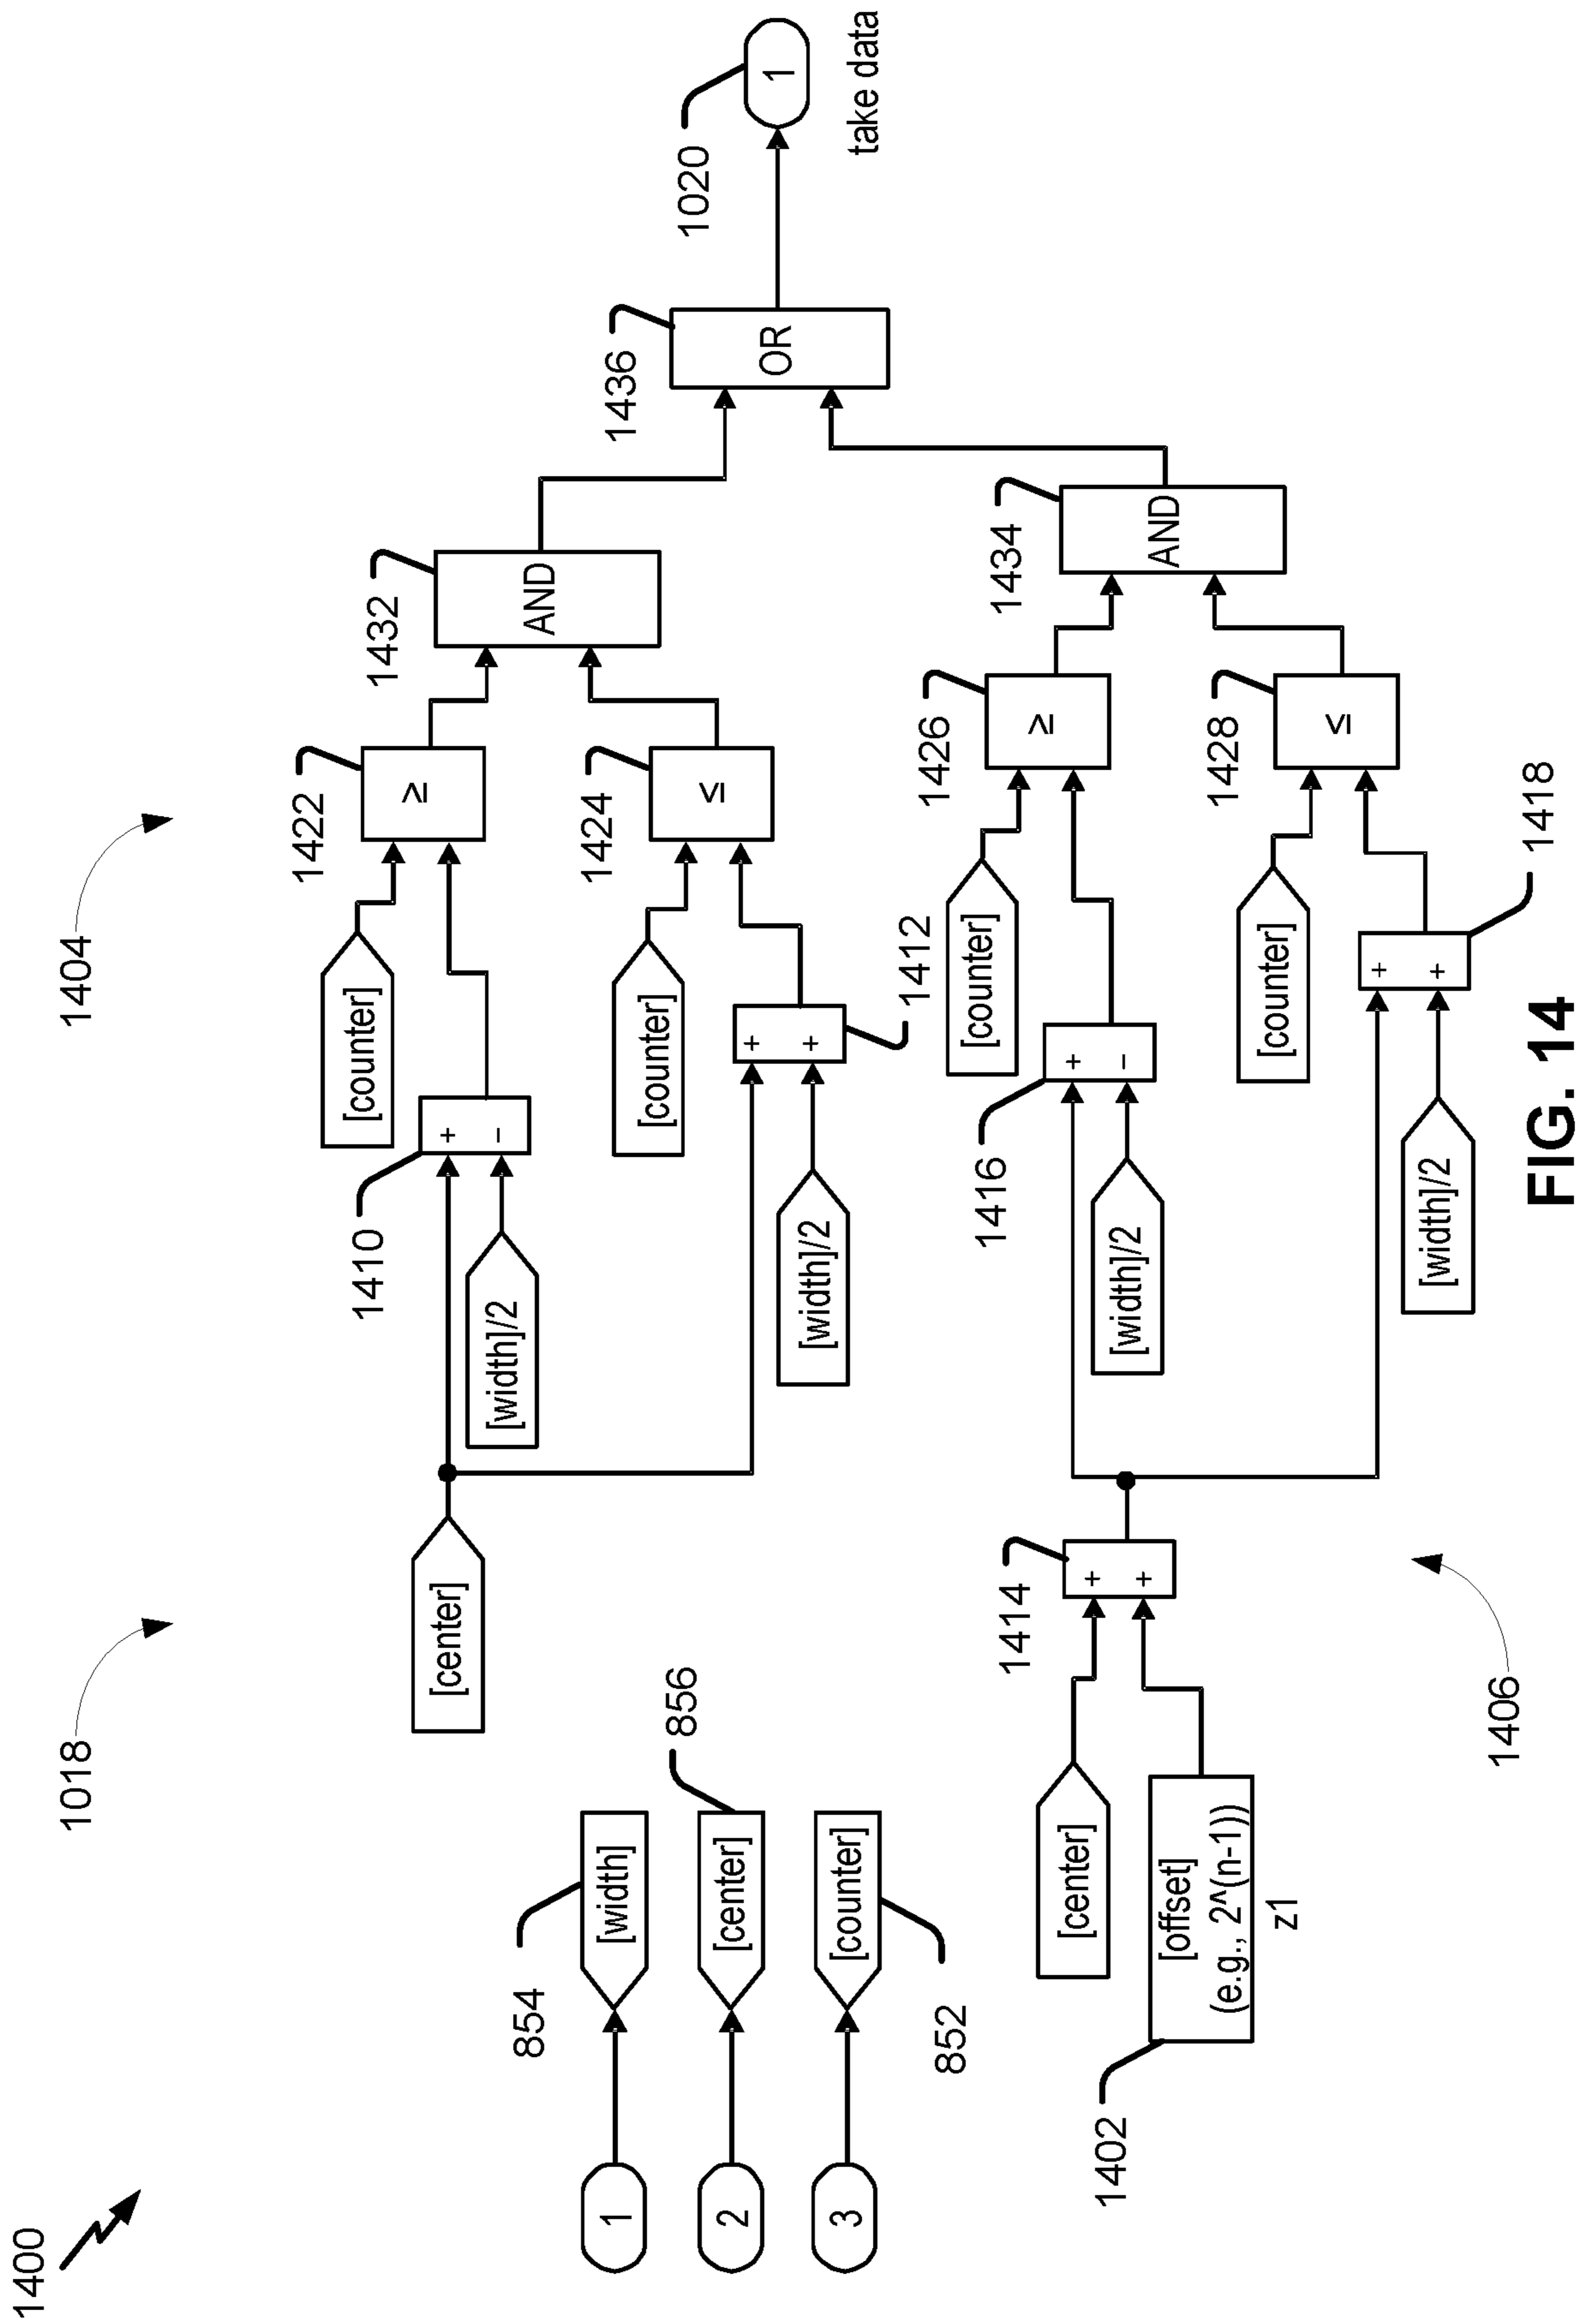 1400
1018
1404
1422
[counter]
≥
1410
+
−
1432
AND
[center]
[width]/2
1424
[counter]
≤
1436
OR
854
1
[width]
856
2
[center]
3
[counter]
852
1020
1
take data
+
+
1412
[width]/2
1426
[counter]
≥
1434
AND
1416
+
−
[width]/2
1414
[center]
+
+
1402
[offset]
(e.g., 2^(n-1))
z1
1428
[counter]
≤
+
+
1418
[width]/2
1406
FIG. 14